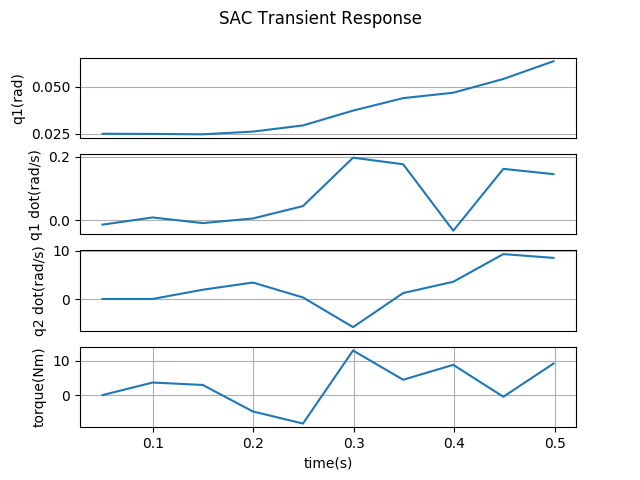 SAC Transient Response
q1(rad)
0.050
0.025
q1 dot(rad/s)
0.2
0.0
q2 dot(rad/s)
10
0
torque(Nm)
10
0
0.1 0.2 0.3 0.4 0.5
time(s)